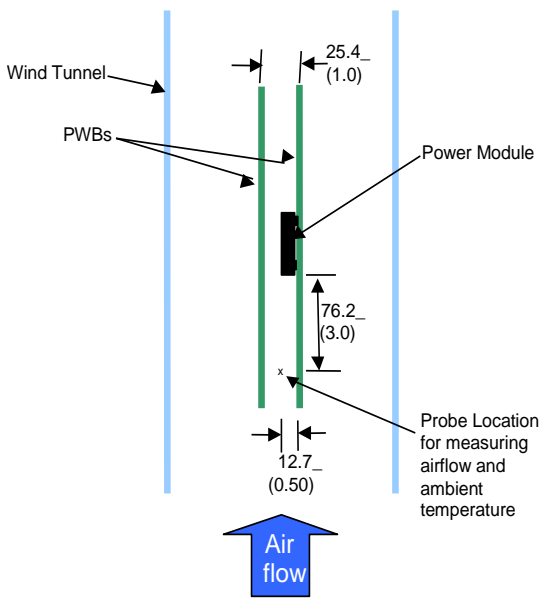 25.4_
(1.0)
Wind Tunnel
PWBs
Power Module
76.2_
(3.0)
x
Probe Location
for measuring
airflow and
ambient
temperature
12.7_
(0.50)
Air
flow